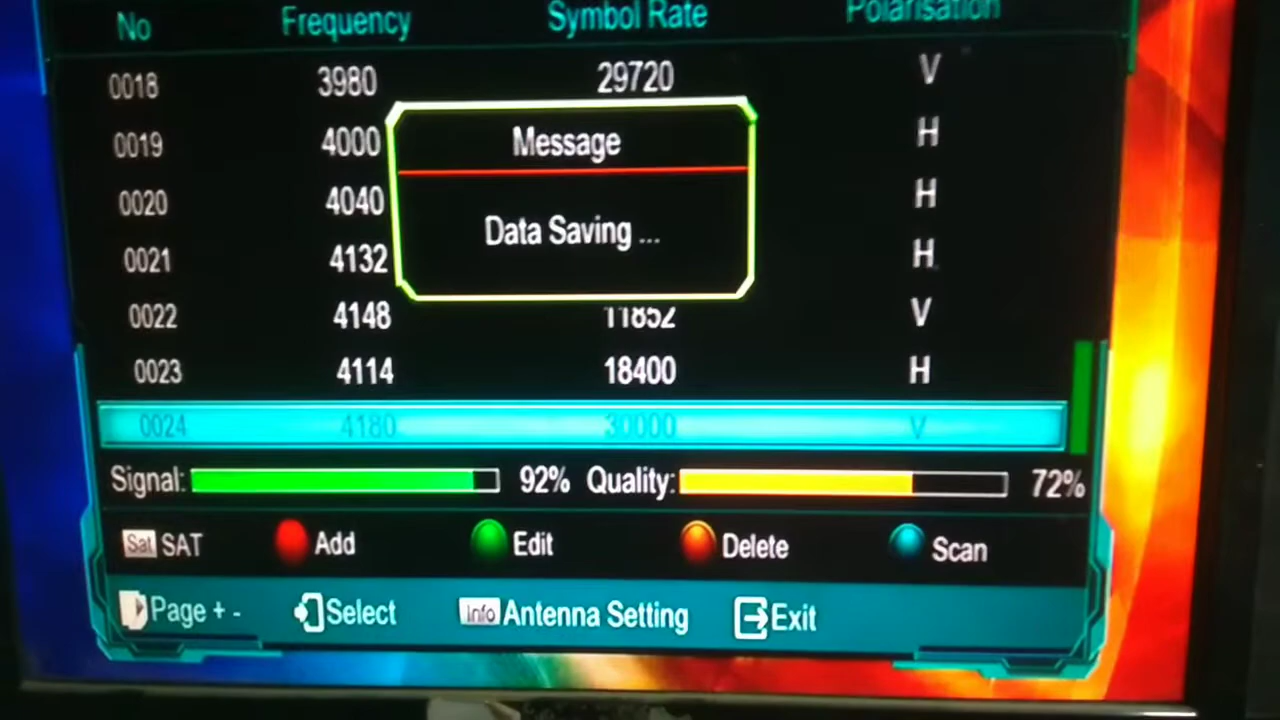 No Frequency Symbol Rate Polarisation
0018 3980 29720 V
0019 4000 H
0020 4040 H
0021 4132 H
0022 4148 11852 V
0023 4114 18400 H
0024 4180 30000 V
Message
Data Saving ...
Signal: 92% Quality: 72%
Sat SAT Add Edit Delete Scan
Page + - Select Info Antenna Setting Exit